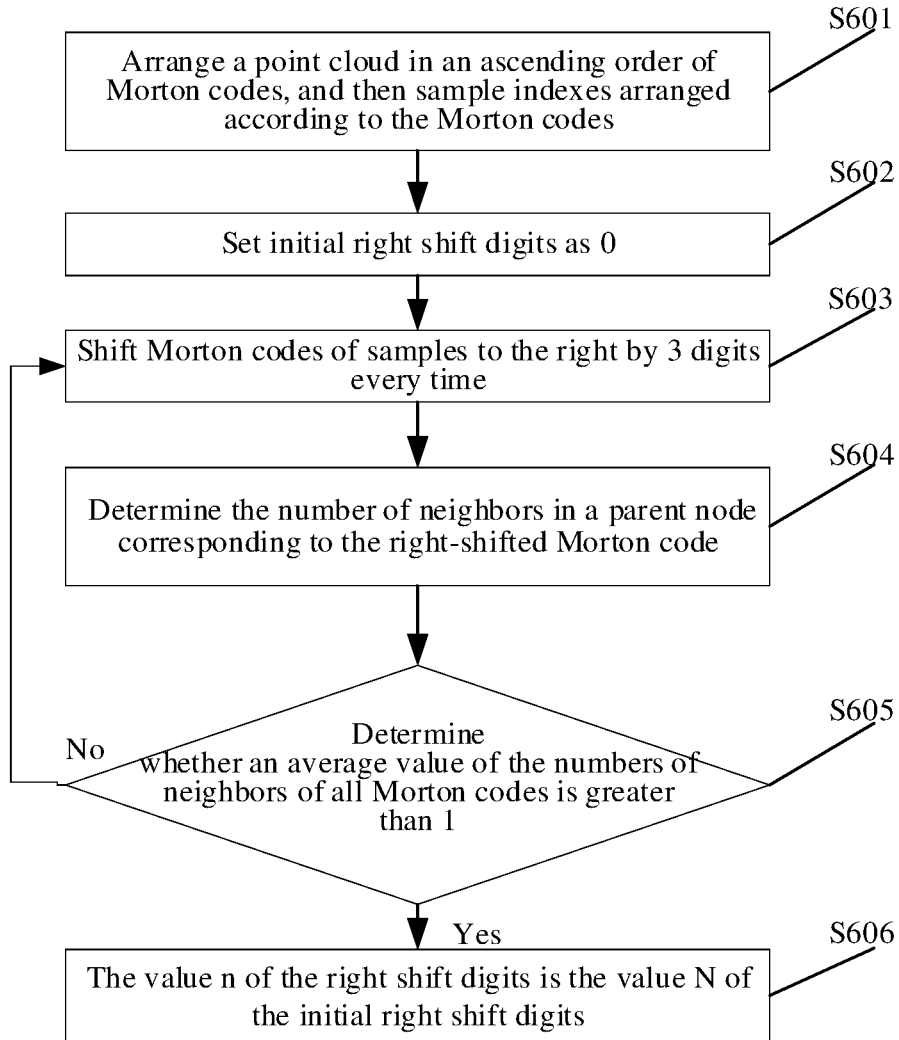 S601
Arrange a point cloud in an ascending order of
Morton codes, and then sample indexes arranged
according to the Morton codes
S602
Set initial right shift digits as 0
S603
Shift Morton codes of samples to the right by 3 digits
every time
S604
Determine the number of neighbors in a parent node
corresponding to the right-shifted Morton code
S605
No
Determine
whether an average value of the numbers of
neighbors of all Morton codes is greater
than 1
Yes
S606
The value n of the right shift digits is the value N of
the initial right shift digits